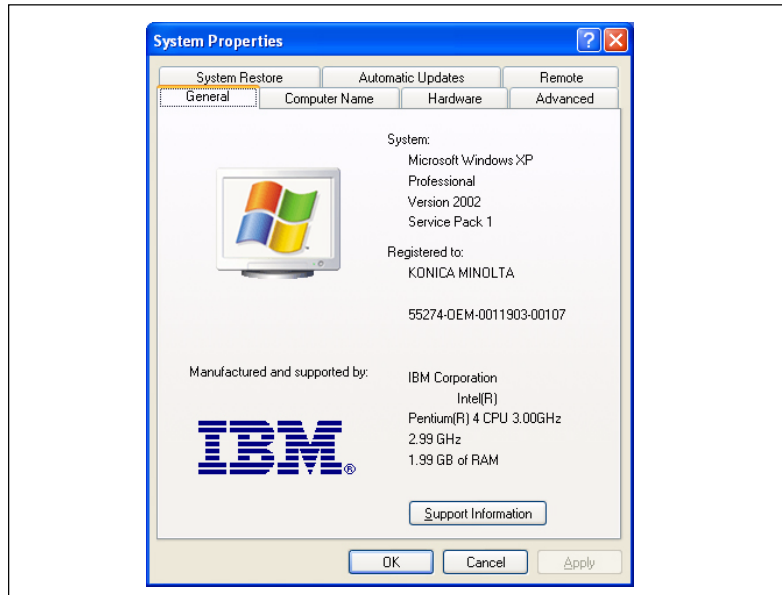 System Properties
System Restore Automatic Updates Remote
General Computer Name Hardware Advanced
System:
Microsoft Windows XP
Professional
Version 2002
Service Pack 1
Registered to:
KONICA MINOLTA
55274-OEM-0011903-00107
Manufactured and supported by:
IBM Corporation
Intel(R)
Pentium(R) 4 CPU 3.00GHz
2.99 GHz
1.99 GB of RAM
IBM®
Support Information
OK Cancel Apply